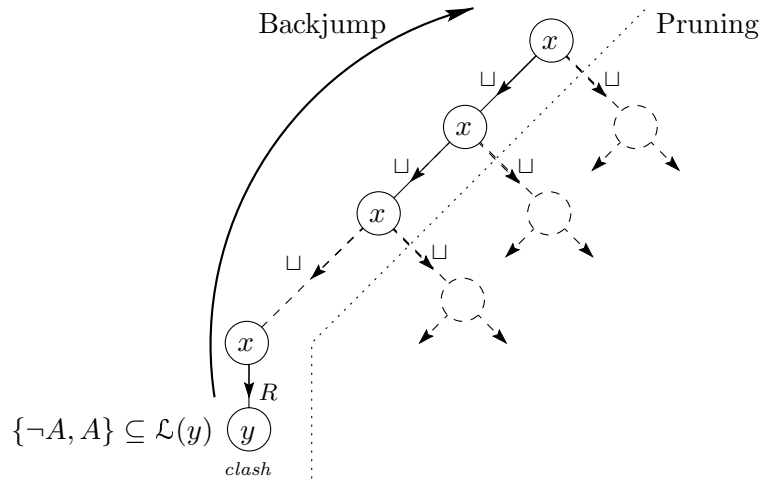 Backjump
Pruning
x
⊔ ⊔
x
⊔ ⊔
x
⊔ ⊔
x
R
{¬A, A} ⊆ 𝓛(y) y
clash